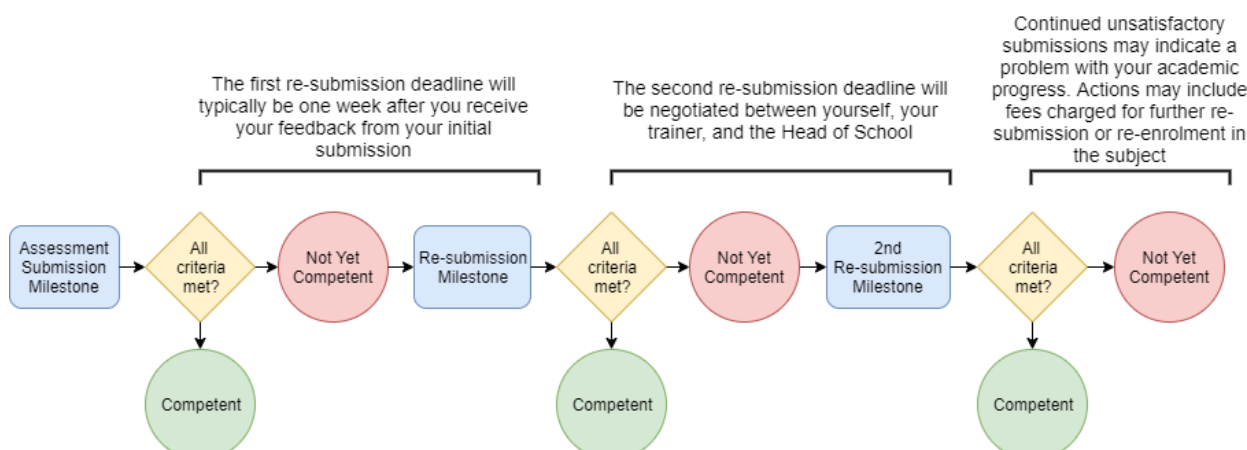 The first re-submission deadline will
typically be one week after you receive
your feedback from your initial
submission
The second re-submission deadline will
be negotiated between yourself, your
trainer, and the Head of School
Continued unsatisfactory
submissions may indicate a
problem with your academic
progress. Actions may include
fees charged for further re-
submission or re-enrolment in
the subject
Assessment
Submission
Milestone
All
criteria
met?
Not Yet
Competent
Re-submission
Milestone
All
criteria
met?
Not Yet
Competent
2nd
Re-submission
Milestone
All
criteria
met?
Not Yet
Competent
Competent
Competent
Competent